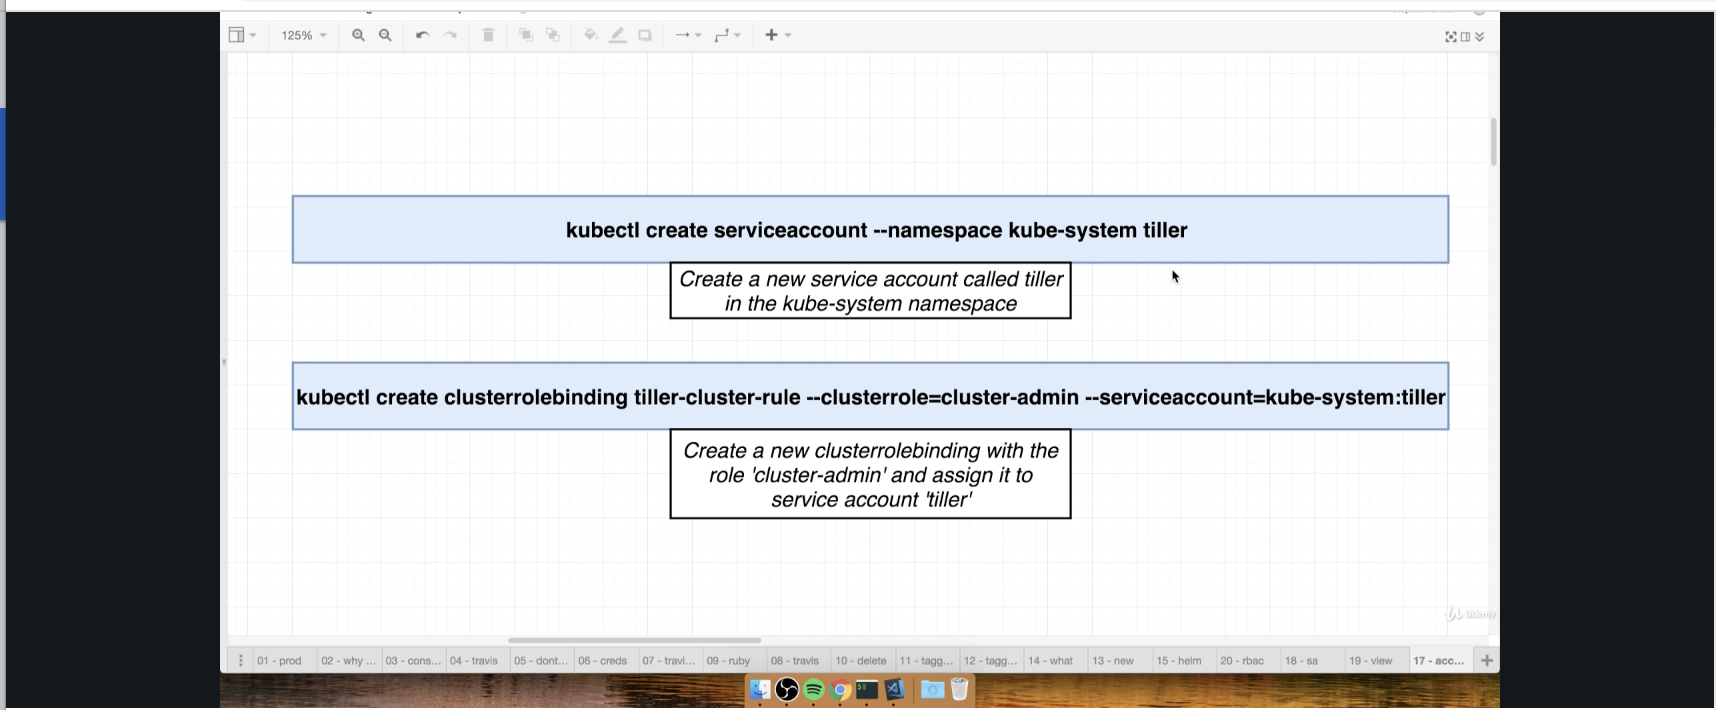 125%
kubectl create serviceaccount --namespace kube-system tiller
Create a new service account called tiller
in the kube-system namespace
kubectl create clusterrolebinding tiller-cluster-rule --clusterrole=cluster-admin --serviceaccount=kube-system:tiller
Create a new clusterrolebinding with the
role 'cluster-admin' and assign it to
service account 'tiller'
Udemy
01 - prod 02 - why ... 03 - cons... 04 - travis 05 - dont... 06 - creds 07 - travi... 09 - ruby 08 - travis 10 - delete 11 - tagg... 12 - tagg... 14 - what 13 - new 15 - helm 20 - rbac 18 - sa 19 - view 17 - acc...